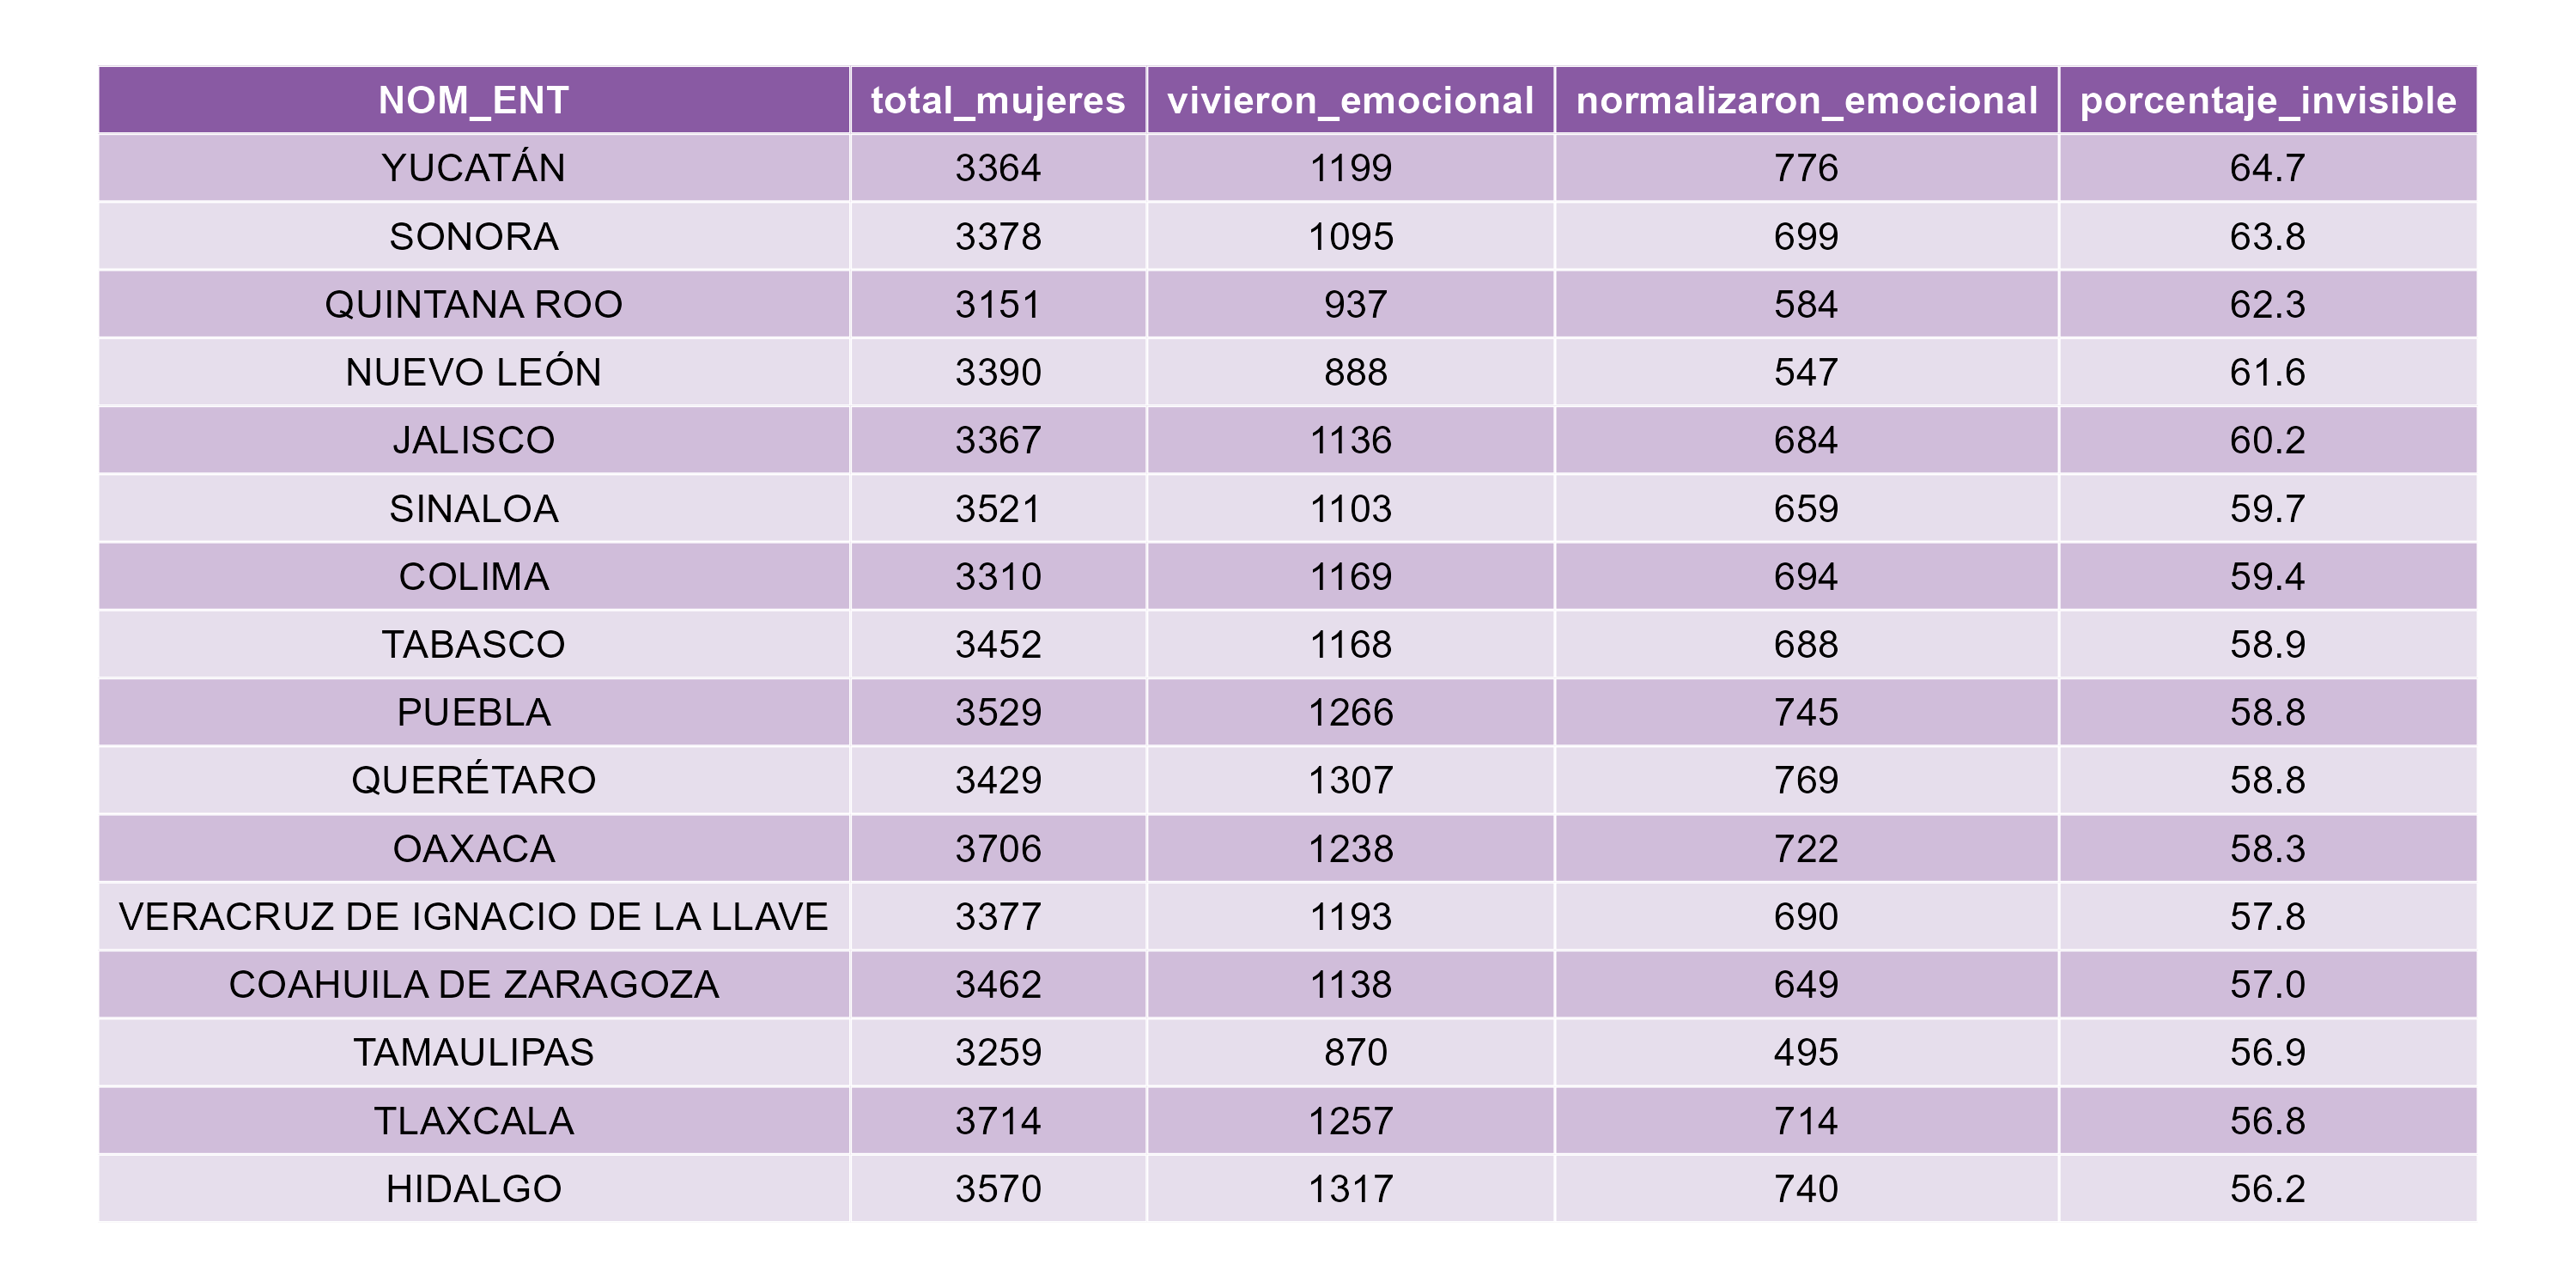 NOM_ENT total_mujeres vivieron_emocional normalizaron_emocional porcentaje_invisible
YUCATÁN 3364 1199 776 64.7
SONORA 3378 1095 699 63.8
QUINTANA ROO 3151 937 584 62.3
NUEVO LEÓN 3390 888 547 61.6
JALISCO 3367 1136 684 60.2
SINALOA 3521 1103 659 59.7
COLIMA 3310 1169 694 59.4
TABASCO 3452 1168 688 58.9
PUEBLA 3529 1266 745 58.8
QUERÉTARO 3429 1307 769 58.8
OAXACA 3706 1238 722 58.3
VERACRUZ DE IGNACIO DE LA LLAVE 3377 1193 690 57.8
COAHUILA DE ZARAGOZA 3462 1138 649 57.0
TAMAULIPAS 3259 870 495 56.9
TLAXCALA 3714 1257 714 56.8
HIDALGO 3570 1317 740 56.2